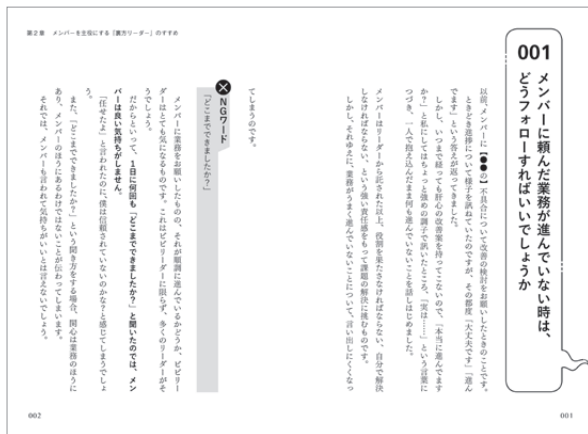 001
メンバーに頼んだ業務が進んでいない時は、
どうフォローすればいいでしょうか
以前、メンバーに【●●の】不具合について改善の検討をお願いしたときのことです。
ときどき進捗について様子を訊ねていたのですが、その都度「大丈夫です」「進ん
でます」という答えが返ってきました。
しかし、いつまで経っても肝心の改善案を持ってこないので、「本当に進んでます
か？」と私にしてはちょっと強めの調子で訊いたところ、「実は……」という言葉に
つづき、一人で抱え込んだまま何も進んでいないことを話しはじめました。
メンバーはリーダーから託された以上、役割を果たさなければならない、自分で解決
しなければならない、という強い責任感をもって課題の解決に挑むものです。
しかし、それゆえに、業務がうまく進んでいないことについて、言い出しにくくなっ
001
第2章 メンバーを主役にする「裏方リーダー」のすすめ
てしまうのです。
NGワード
「どこまでできましたか？」
メンバーに業務をお願いしたものの、それが順調に進んでいるかどうか、ビビリー
ダーはとても気になるものです。これはビビリーダーに限らず、多くのリーダーがそ
うでしょう。
だからといって、1日に何回も「どこまでできましたか？」と聞いたのでは、メン
バーは良い気持ちがしません。
「任せたよ」と言われたのに、僕は信頼されていないのかな？と感じてしまうでしょ
う。
また、「どこまでできましたか？」という聞き方をする場合、関心は業務のほうに
あり、メンバーのほうにあるわけではないことが伝わってしまいます。
それでは、メンバーも言われて気持ちがいいとは言えないでしょう。
002